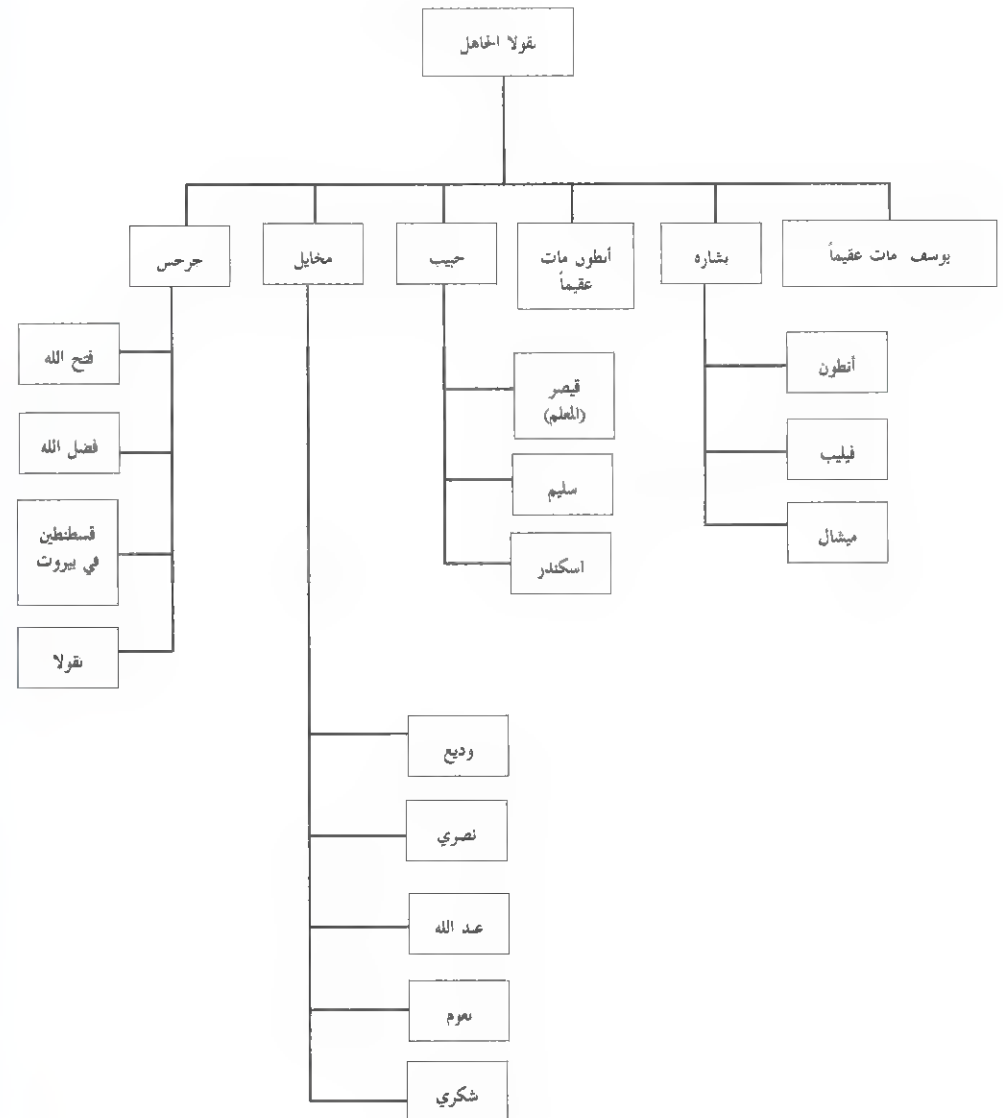 نقولا الجاهل
يوسف مات عقيماً
بشاره
أنطون مات
عقيماً
حبيب
مخايل
جرجس
أنطون
فيليب
ميشال
قيصر
(المعلم)
سليم
اسكندر
وديع
نصري
عبد الله
نعوم
شكري
فتح الله
فضل الله
قسطنطين
في بيروت
نقولا